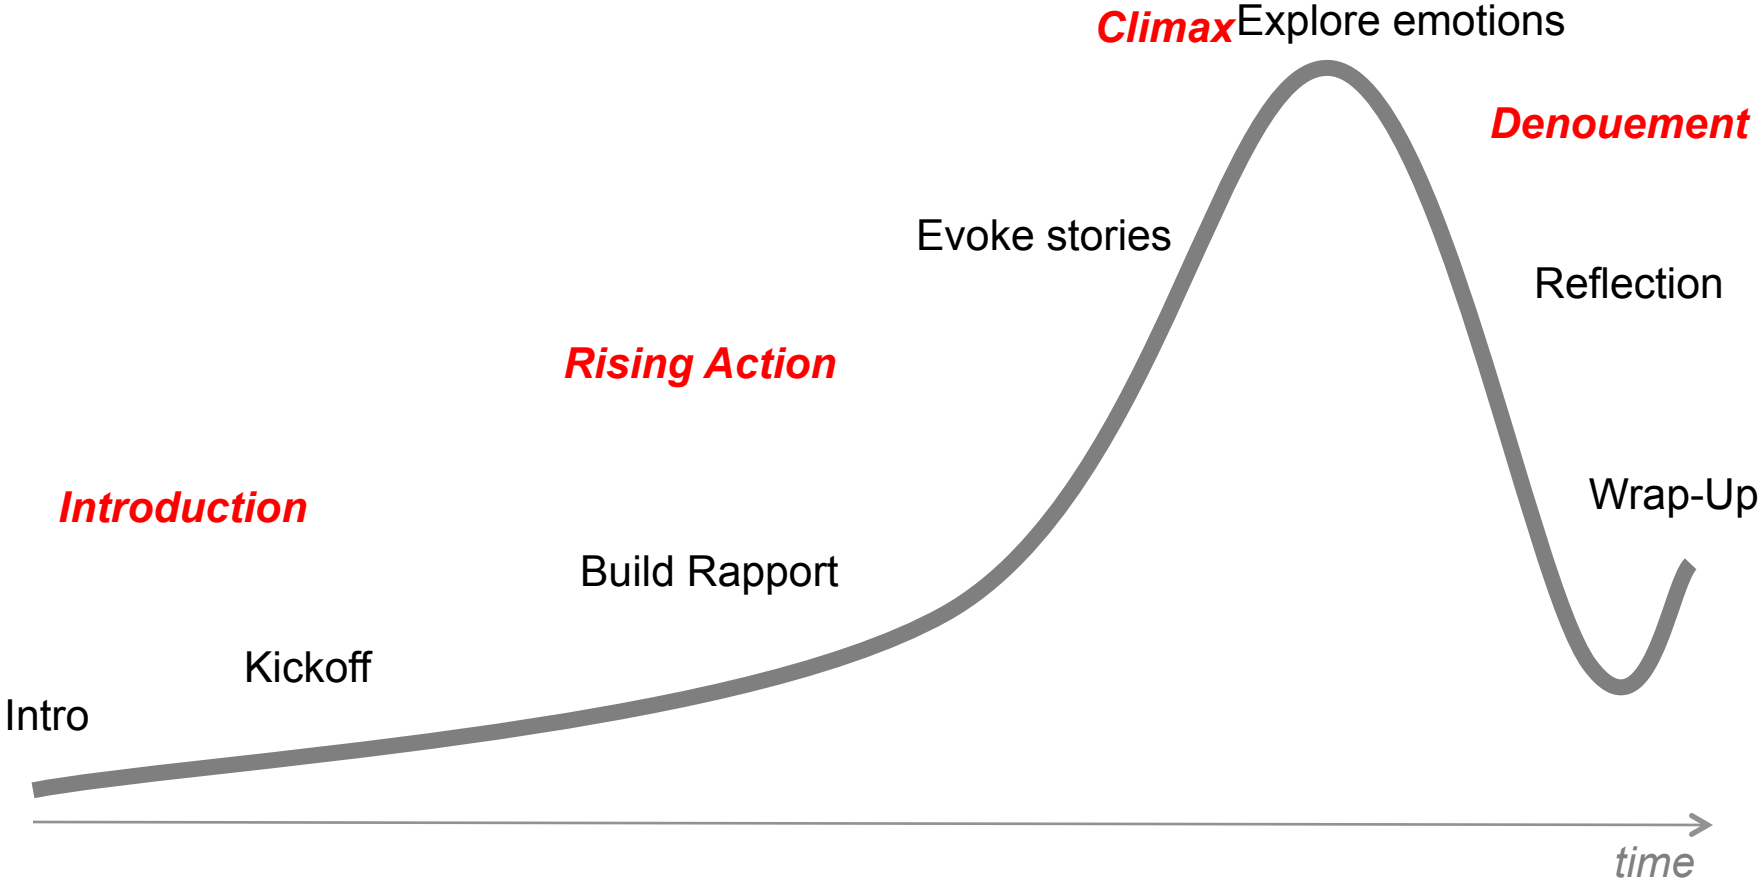 Climax Explore emotions
Denouement
Evoke stories
Reflection
Rising Action
Wrap-Up
Introduction
Build Rapport
Kickoff
Intro
time